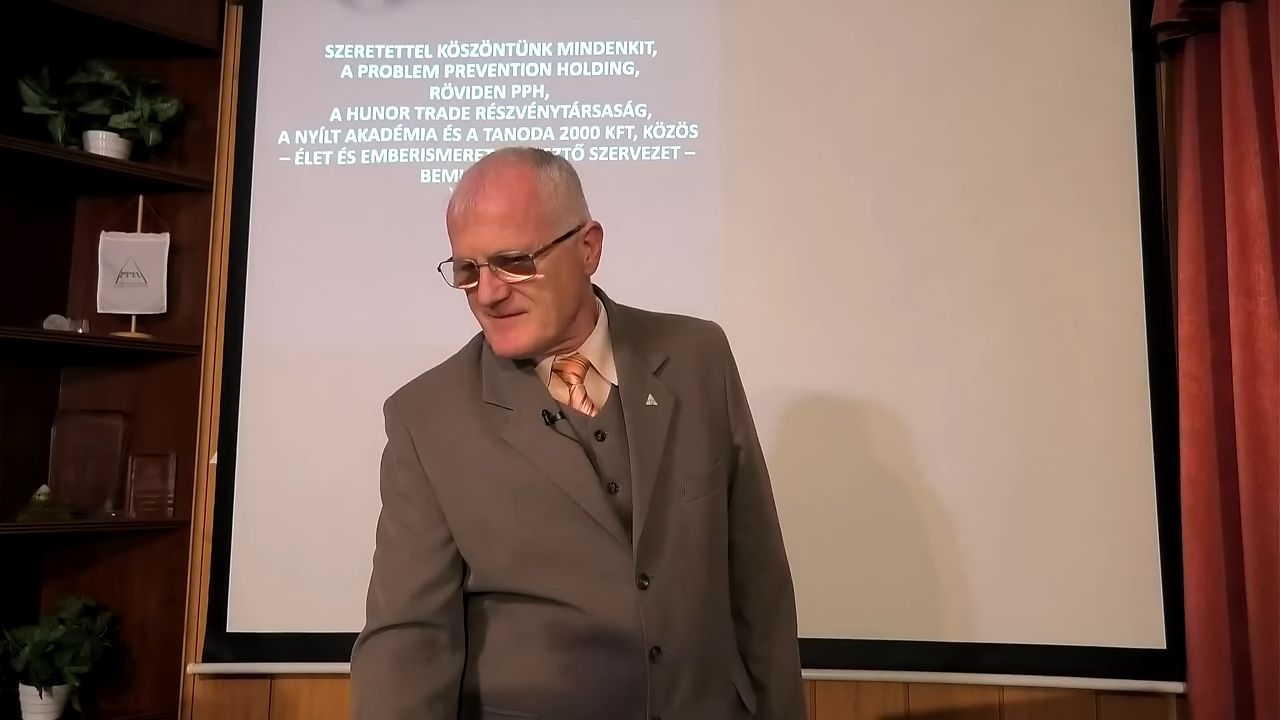 SZERETETTEL KÖSZÖNTÜNK MINDENKIT,
A PROBLEM PREVENTION HOLDING,
RÖVIDEN PPH,
A HUNOR TRADE RÉSZVÉNYTÁRSASÁG,
A NYÍLT AKADÉMIA ÉS A TANODA 2000 KFT, KÖZÖS
– ÉLET ÉS SZERVEZET –
PPH